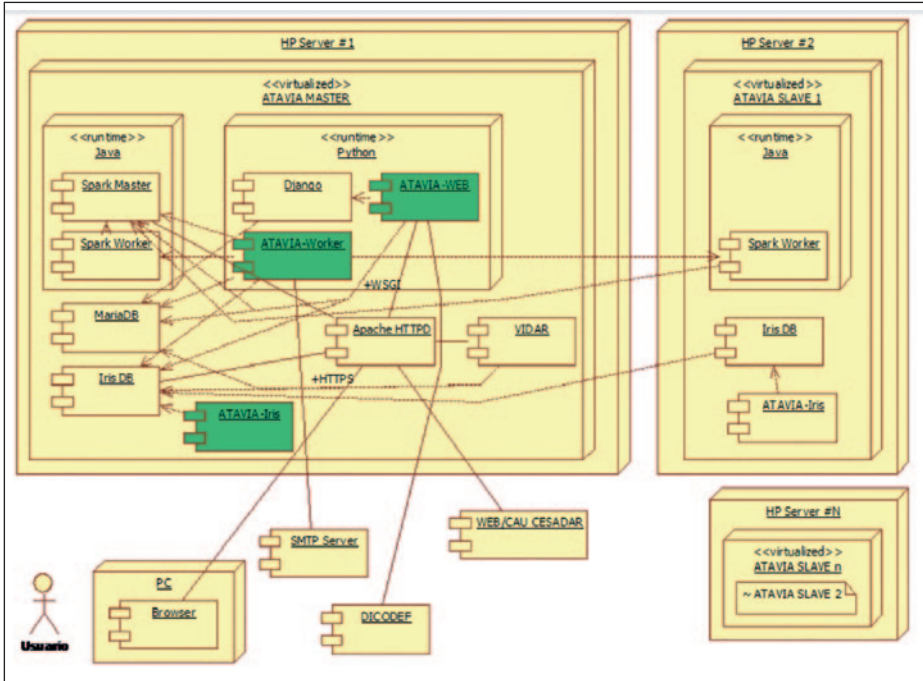 HP Server #1
<<virtualized>>
ATAVIA MASTER
<<runtime>>
Java
Spark Master
Spark Worker
<<runtime>>
Python
Django
ATAVIA-WEB
ATAVIA-Worker
+WSGI
MariaDB
Apache HTTPD
VIDAR
Iris DB
+HTTPS
ATAVIA-Iris
HP Server #2
<<virtualized>>
ATAVIA SLAVE 1
<<runtime>>
Java
Spark Worker
Iris DB
ATAVIA-Iris
HP Server #N
<<virtualized>>
ATAVIA SLAVE n
~ ATAVIA SLAVE 2
WEB/CAU CESADAR
SMTP Server
PC
Browser
DICODEF
Usuario